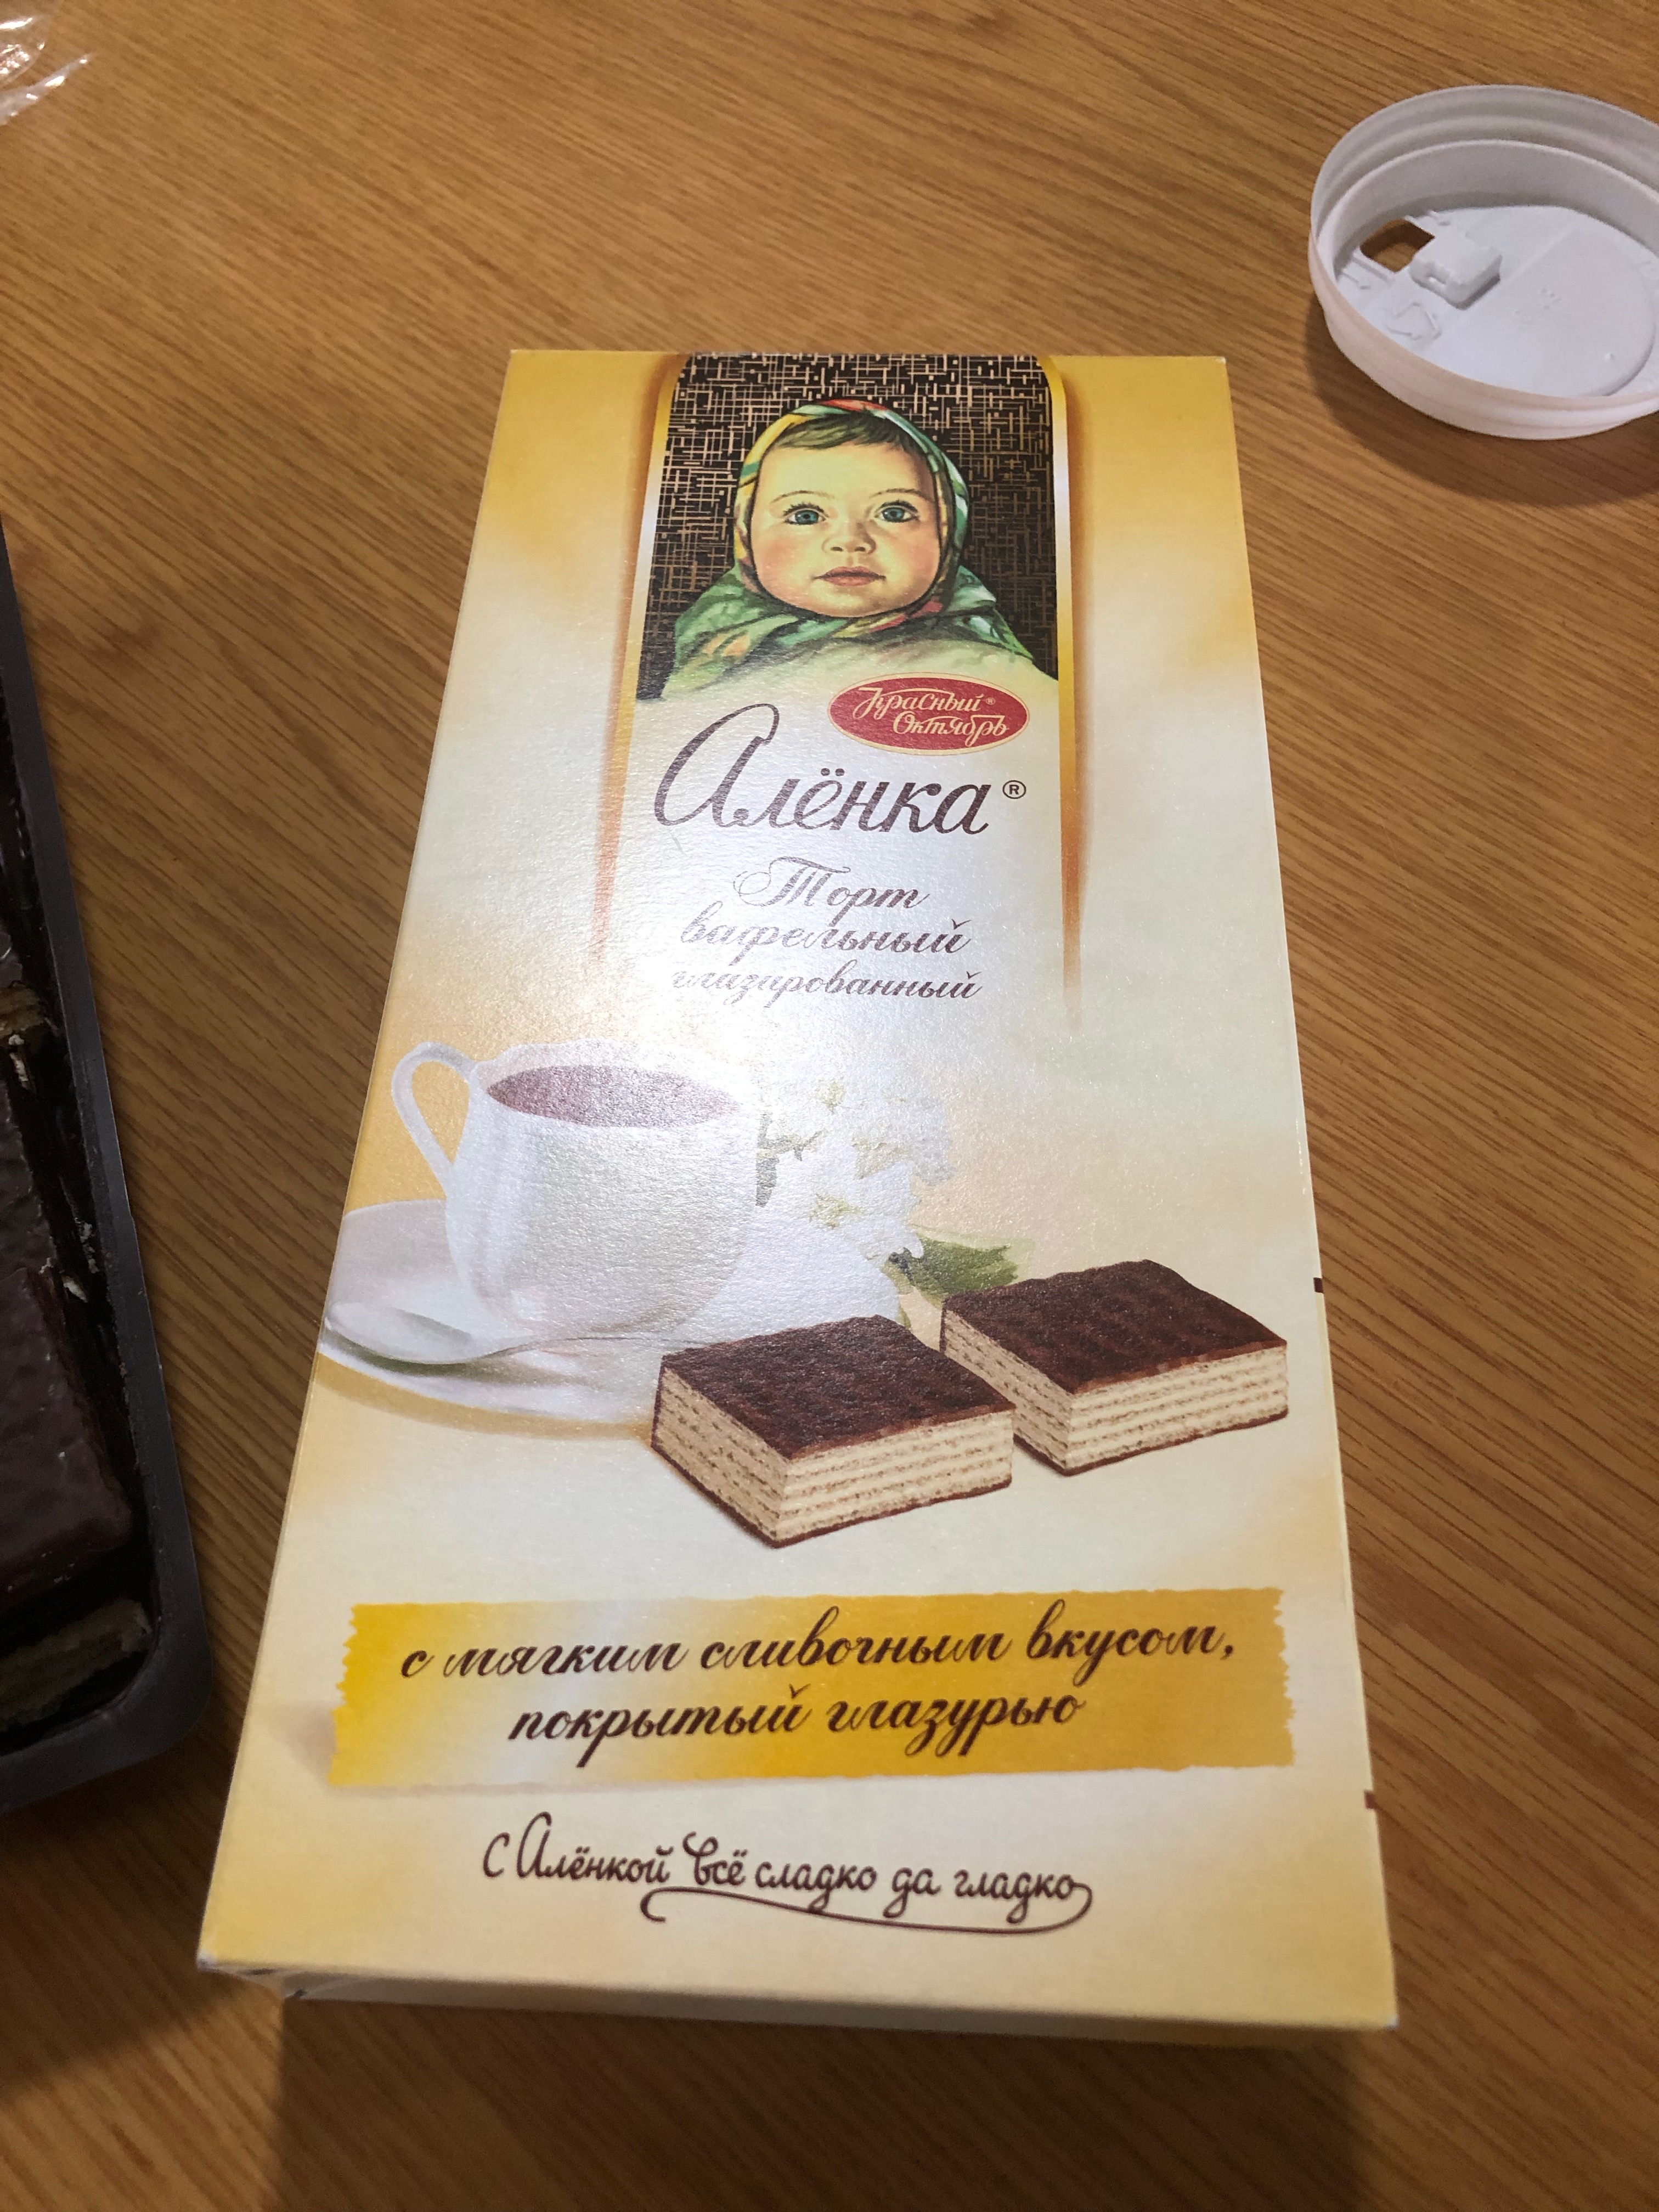 Красный®
Октябрь
Алёнка®
Торт
вафельный
глазированный
с мягким сливочным вкусом,
покрытый глазурью
С Алёнкой всё сладко да гладко